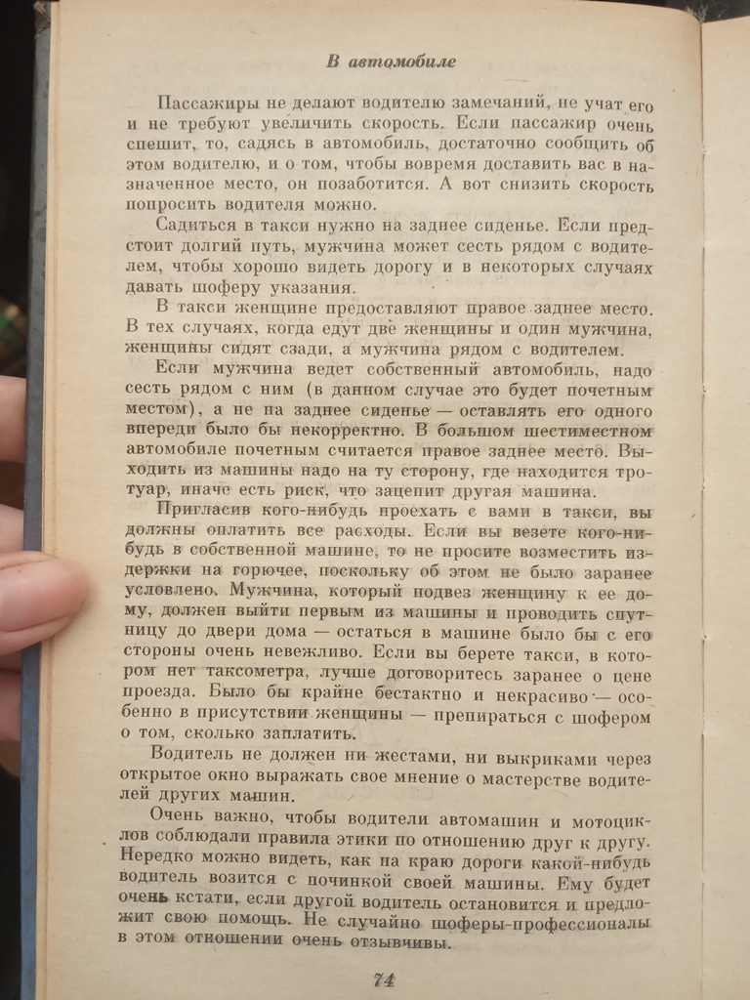 В автомобиле
Пассажиры не делают водителю замечаний, не учат его
и не требуют увеличить скорость. Если пассажир очень
спешит, то, садясь в автомобиль, достаточно сообщить об
этом водителю, и о том, чтобы вовремя доставить вас в на-
значенное место, он позаботится. А вот снизить скорость
попросить водителя можно.
Садиться в такси нужно на заднее сиденье. Если пред-
стоит долгий путь, мужчина может сесть рядом с водите-
лем, чтобы хорошо видеть дорогу и в некоторых случаях
давать шоферу указания.
В такси женщине предоставляют правое заднее место.
В тех случаях, когда едут две женщины и один мужчина,
женщины сидят сзади, а мужчина рядом с водителем.
Если мужчина ведет собственный автомобиль, надо
сесть рядом с ним (в данном случае это будет почетным
местом), а не на заднее сиденье — оставлять его одного
впереди было бы некорректно. В большом шестиместном
автомобиле почетным считается правое заднее место. Вы-
ходить из машины надо на ту сторону, где находится тро-
туар, иначе есть риск, что зацепит другая машина.
Пригласив кого-нибудь проехать с вами в такси, вы
должны оплатить все расходы. Если вы везете кого-ни-
будь в собственной машине, то не просите возместить из-
держки на горючее, поскольку об этом не было заранее
условлено. Мужчина, который подвез женщину к ее до-
му, должен выйти первым из машины и проводить спут-
ницу до двери дома — остаться в машине было бы с его
стороны очень невежливо. Если вы берете такси, в кото-
ром нет таксометра, лучше договоритесь заранее о цене
проезда. Было бы крайне бестактно и некрасиво — осо-
бенно в присутствии женщины — препираться с шофером
о том, сколько заплатить.
Водитель не должен ни жестами, ни выкриками через
открытое окно выражать свое мнение о мастерстве водите-
лей других машин.
Очень важно, чтобы водители автомашин и мотоцик-
лов соблюдали правила этики по отношению друг к другу.
Нередко можно видеть, как на краю дороги какой-нибудь
водитель возится с починкой своей машины. Ему будет
очень кстати, если другой водитель остановится и предло-
жит свою помощь. Не случайно шоферы-профессионалы
в этом отношении очень отзывчивы.
74